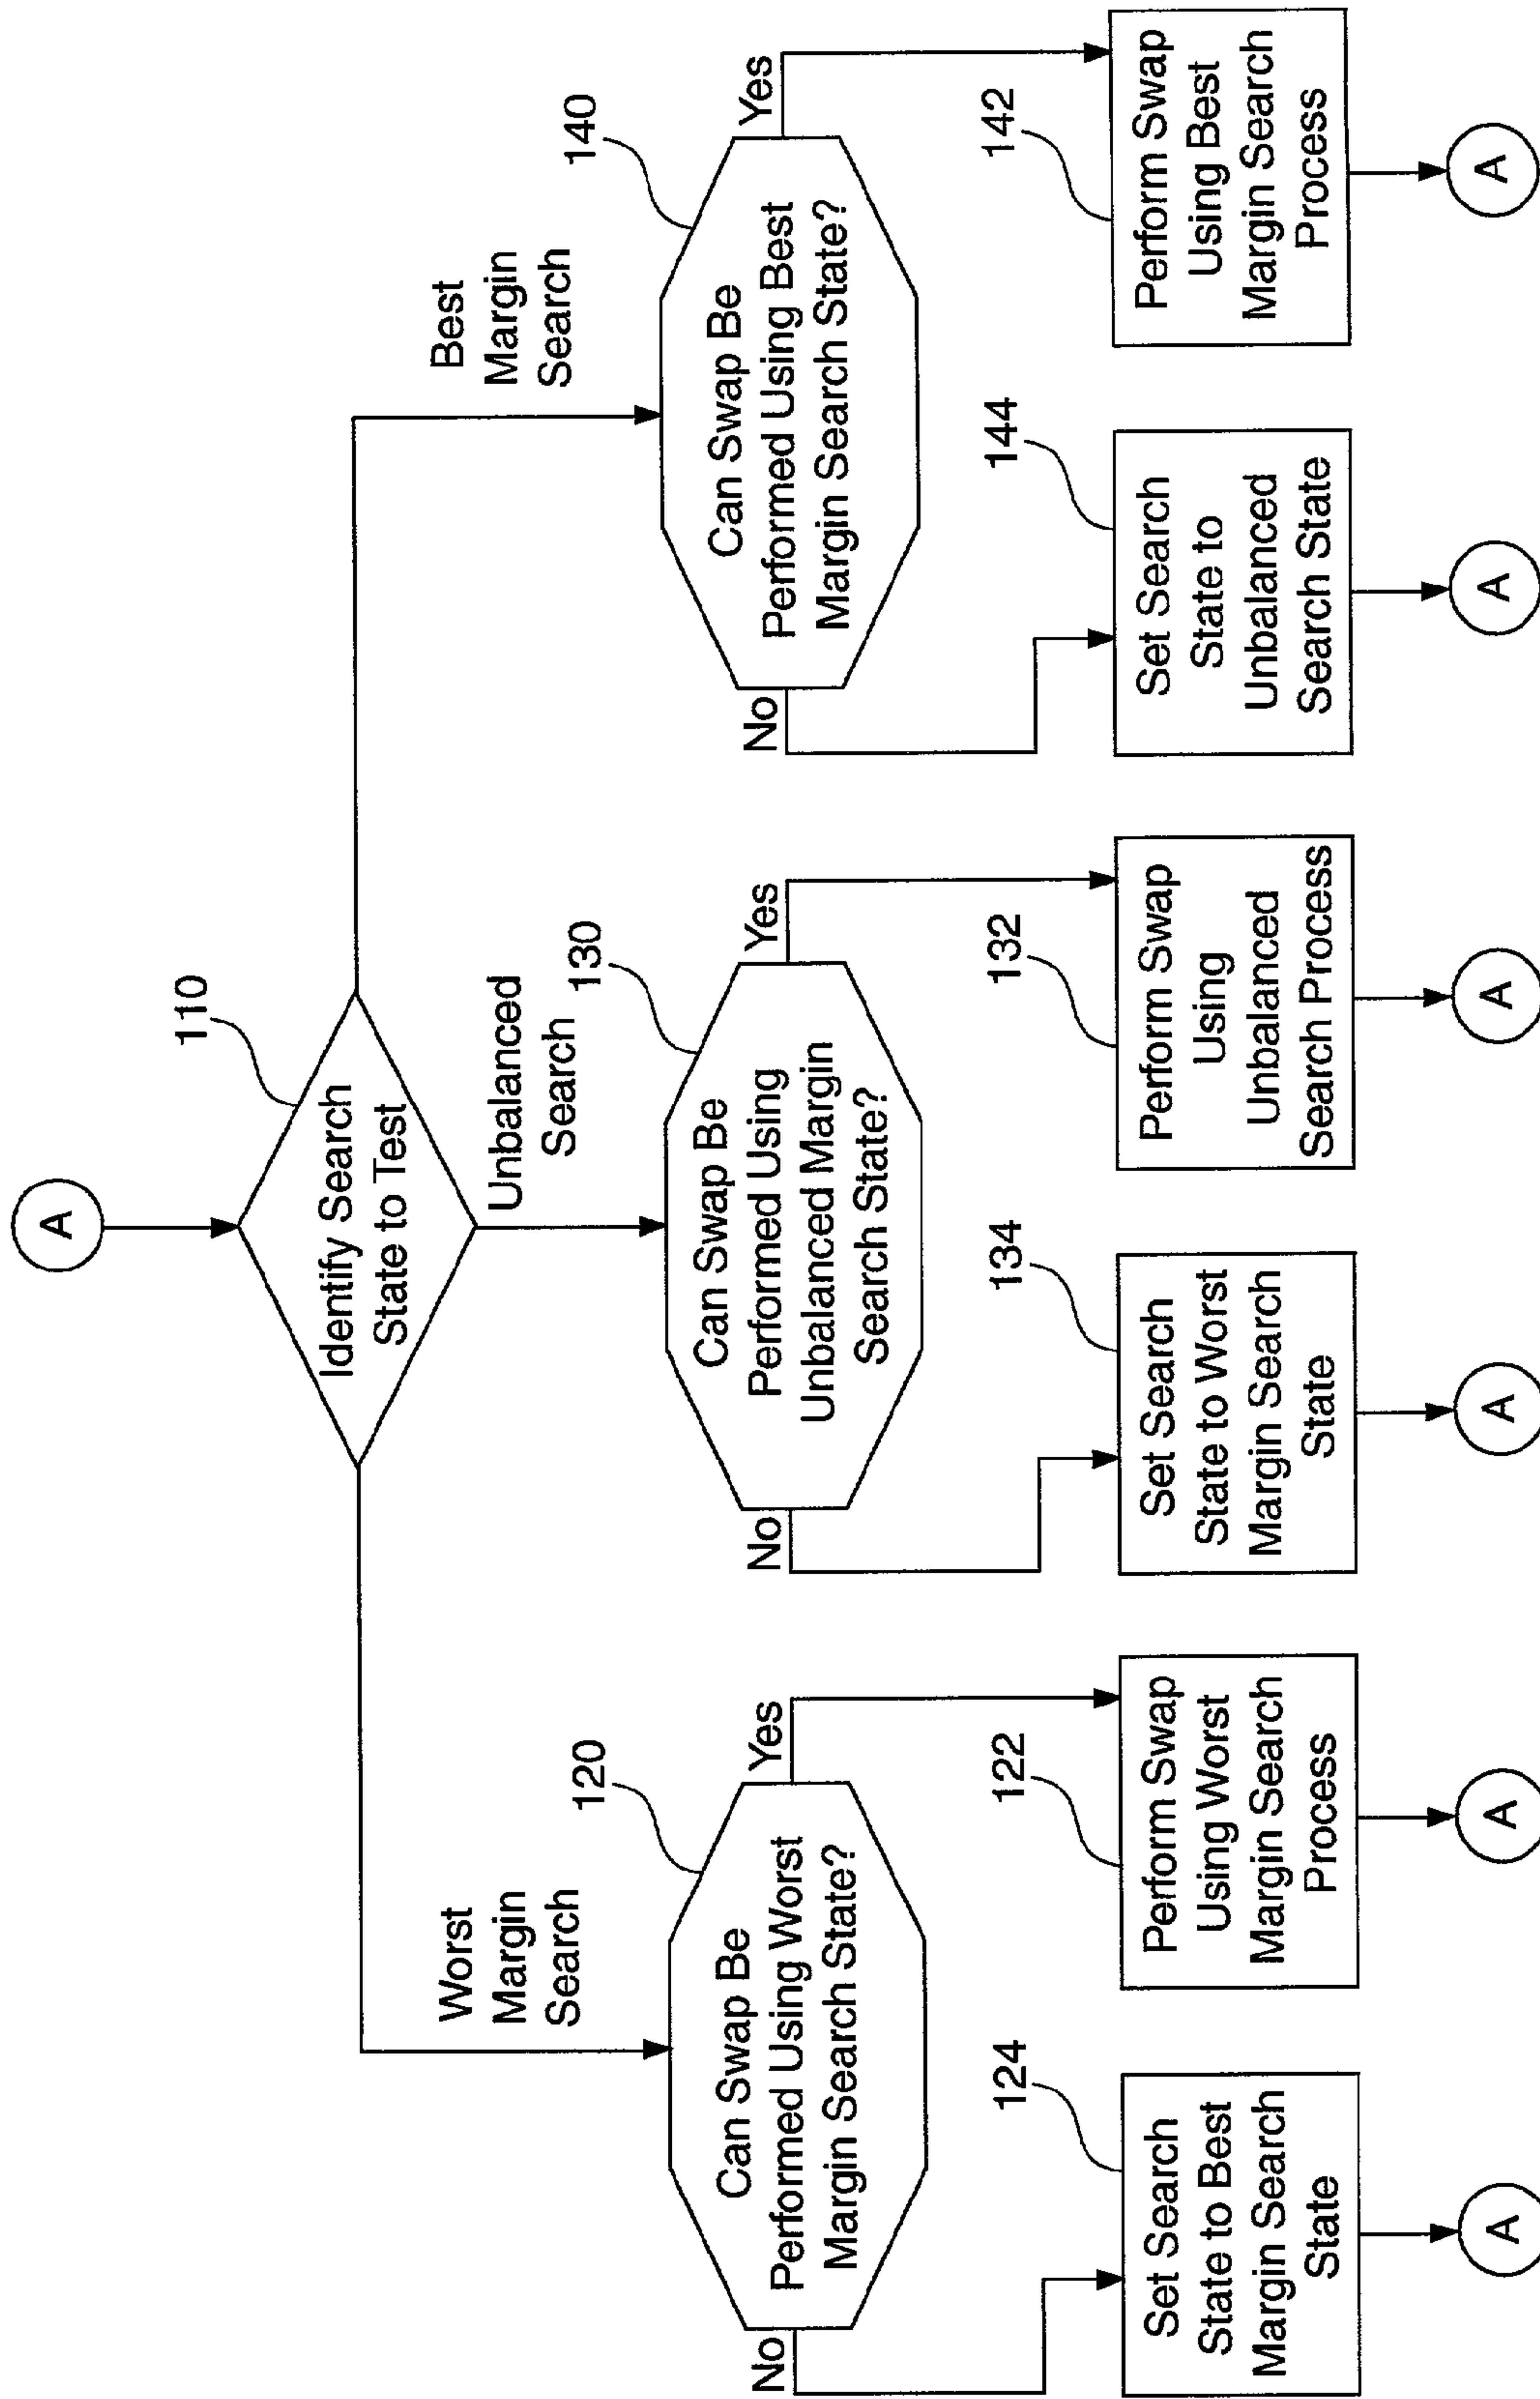 A
110
Identify Search
State to Test
Worst
Margin
Search
Unbalanced
Search
Best
Margin
Search
120
Can Swap Be
Performed Using Worst
Margin Search State?
No
Yes
130
Can Swap Be
Performed Using
Unbalanced Margin
Search State?
No
Yes
140
Can Swap Be
Performed Using Best
Margin Search State?
No
Yes
124
Set Search
State to Best
Margin Search
State
122
Perform Swap
Using Worst
Margin Search
Process
134
Set Search
State to Worst
Margin Search
State
132
Perform Swap
Using
Unbalanced
Search Process
144
Set Search
State to
Unbalanced
Search State
142
Perform Swap
Using Best
Margin Search
Process
A
A
A
A
A
A